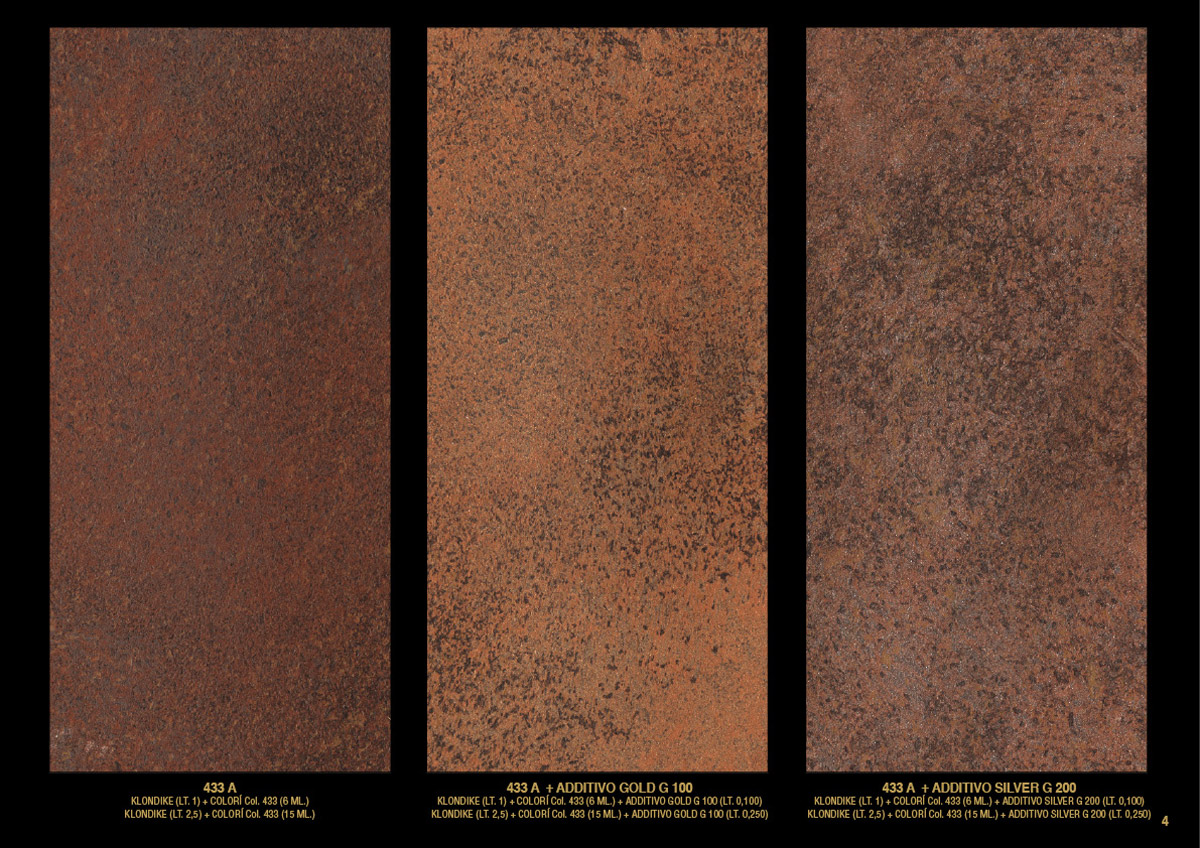 433 A
KLONDIKE (LT. 1) + COLORÍ Col. 433 (6 ML.)
KLONDIKE (LT. 2,5) + COLORÍ Col. 433 (15 ML.)
433 A + ADDITIVO GOLD G 100
KLONDIKE (LT. 1) + COLORÍ Col. 433 (6 ML.) + ADDITIVO GOLD G 100 (LT. 0,100)
KLONDIKE (LT. 2,5) + COLORÍ Col. 433 (15 ML.) + ADDITIVO GOLD G 100 (LT. 0,250)
433 A + ADDITIVO SILVER G 200
KLONDIKE (LT. 1) + COLORÍ Col. 433 (6 ML.) + ADDITIVO SILVER G 200 (LT. 0,100)
KLONDIKE (LT. 2,5) + COLORÍ Col. 433 (15 ML.) + ADDITIVO SILVER G 200 (LT. 0,250)
4